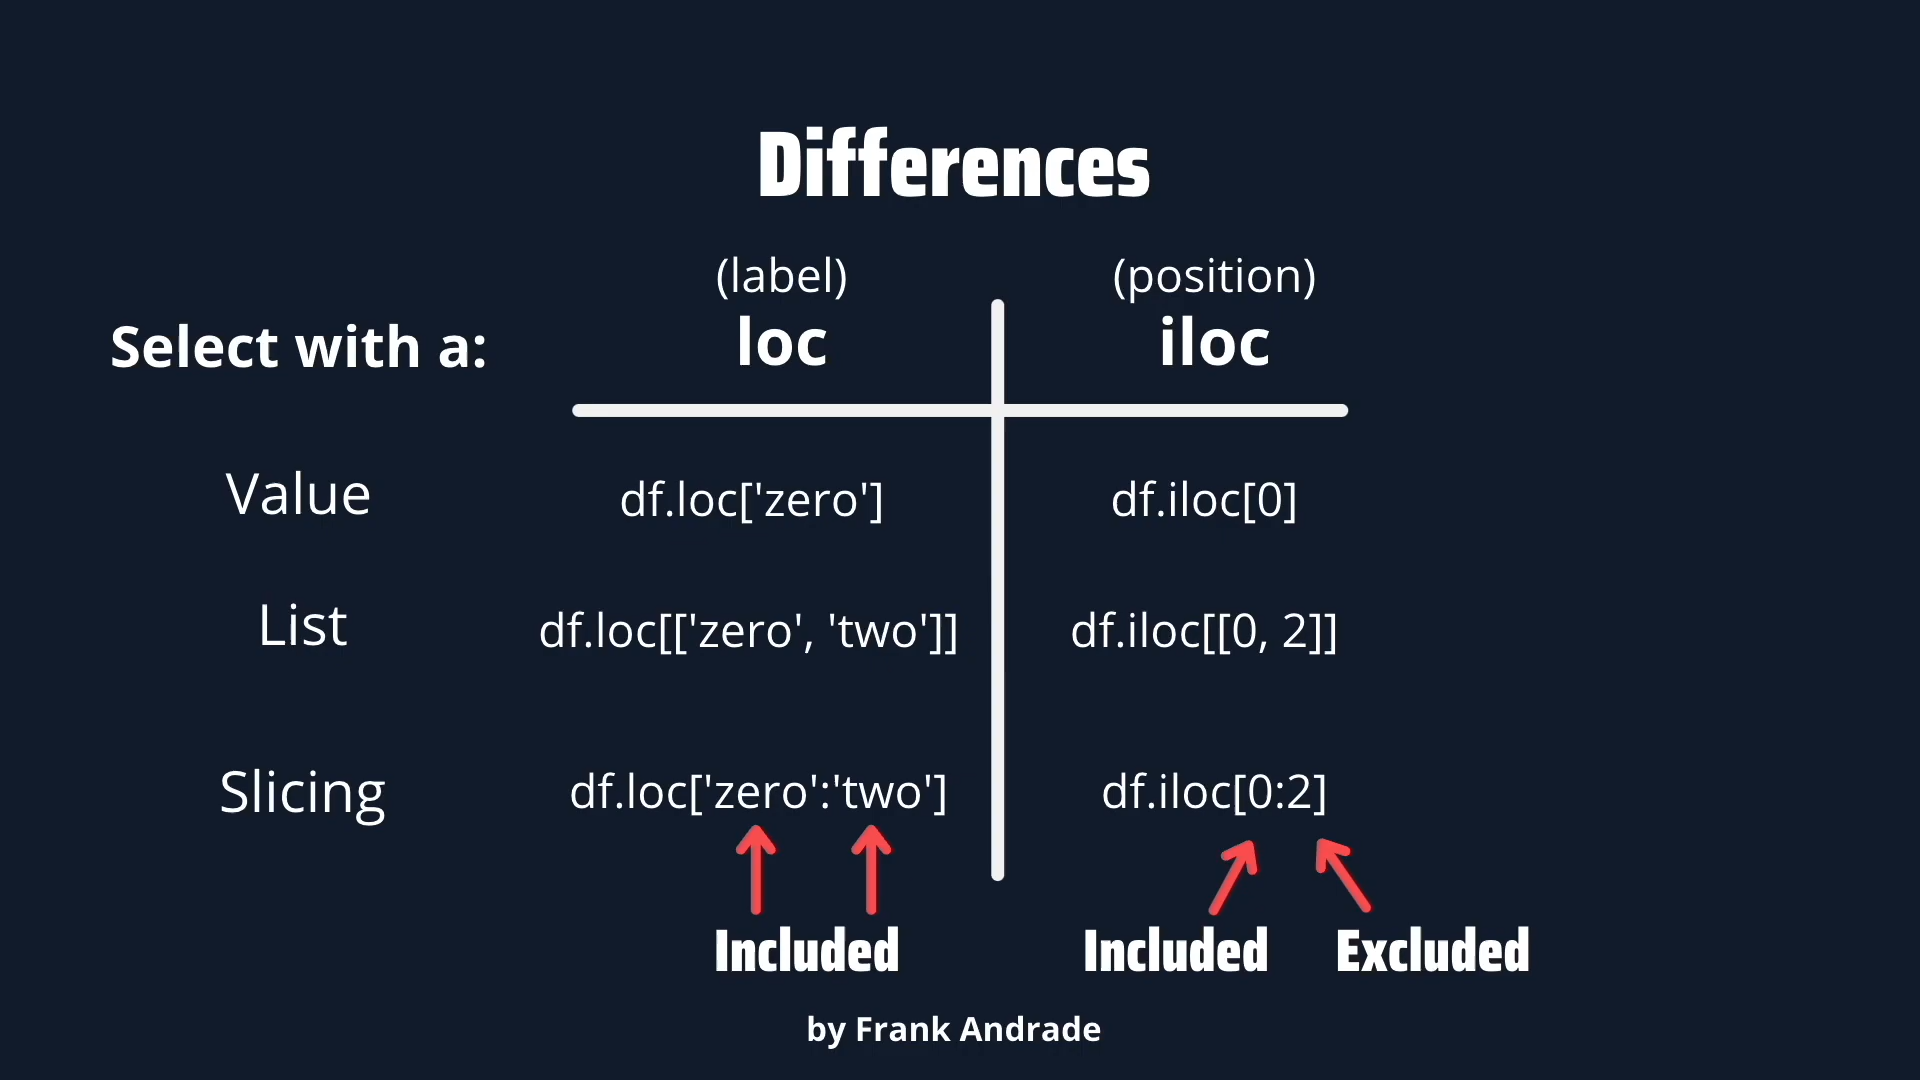 Differences
(label) (position)
Select with a: loc iloc
Value df.loc['zero'] df.iloc[0]
List df.loc[['zero', 'two']] df.iloc[[0, 2]]
Slicing df.loc['zero':'two'] df.iloc[0:2]
Included Included Excluded
by Frank Andrade